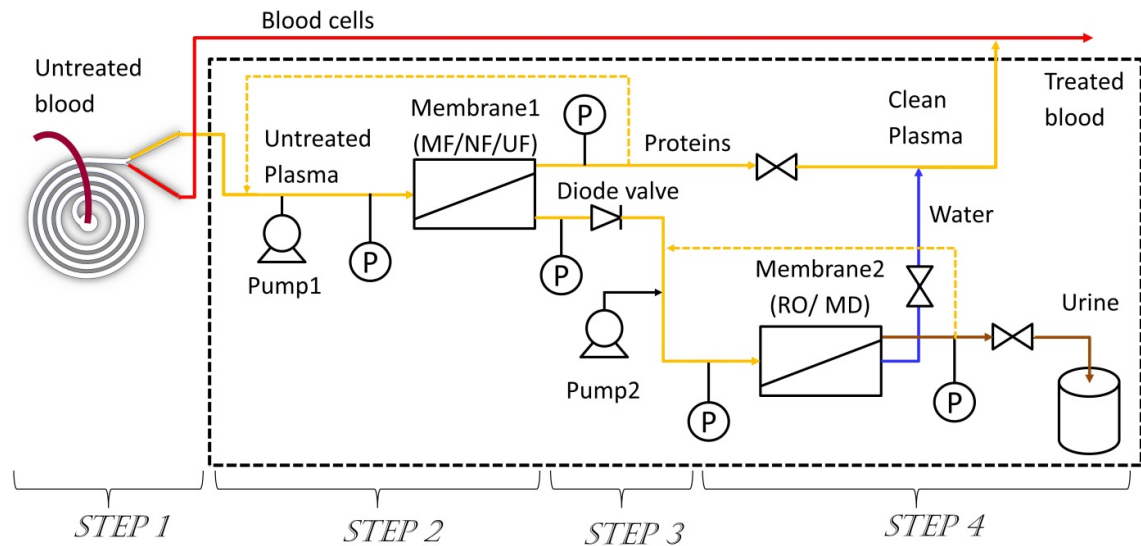 Blood cells
Untreated
blood
Treated
blood
Clean
Plasma
Membrane1
(MF/NF/UF)
P
Proteins
Untreated
Plasma
Diode valve
Water
P
P
Pump1
Membrane2
(RO/ MD)
Urine
Pump2
P
P
STEP 1
STEP 2
STEP 3
STEP 4